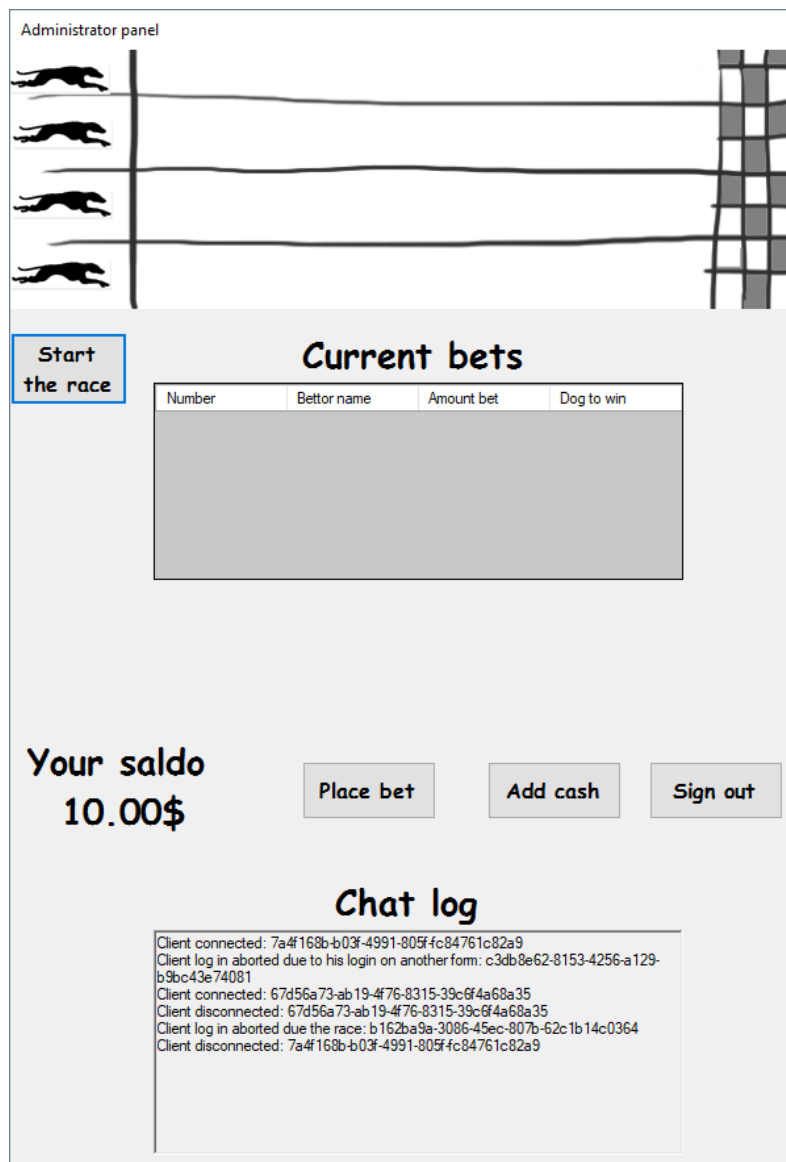 Administrator panel
Start
the race
Current bets
Number Bettor name Amount bet Dog to win
Your saldo
10.00$
Place bet Add cash Sign out
Chat log
Client connected: 7a4f168b-b03f-4991-805f-fc84761c82a9
Client log in aborted due to his login on another form: c3db8e62-8153-4256-a129-
b9bc43e74081
Client connected: 67d56a73-ab19-4f76-8315-39c6f4a68a35
Client disconnected: 67d56a73-ab19-4f76-8315-39c6f4a68a35
Client log in aborted due the race: b162ba9a-3086-45ec-807b-62c1b14c0364
Client disconnected: 7a4f168b-b03f-4991-805f-fc84761c82a9